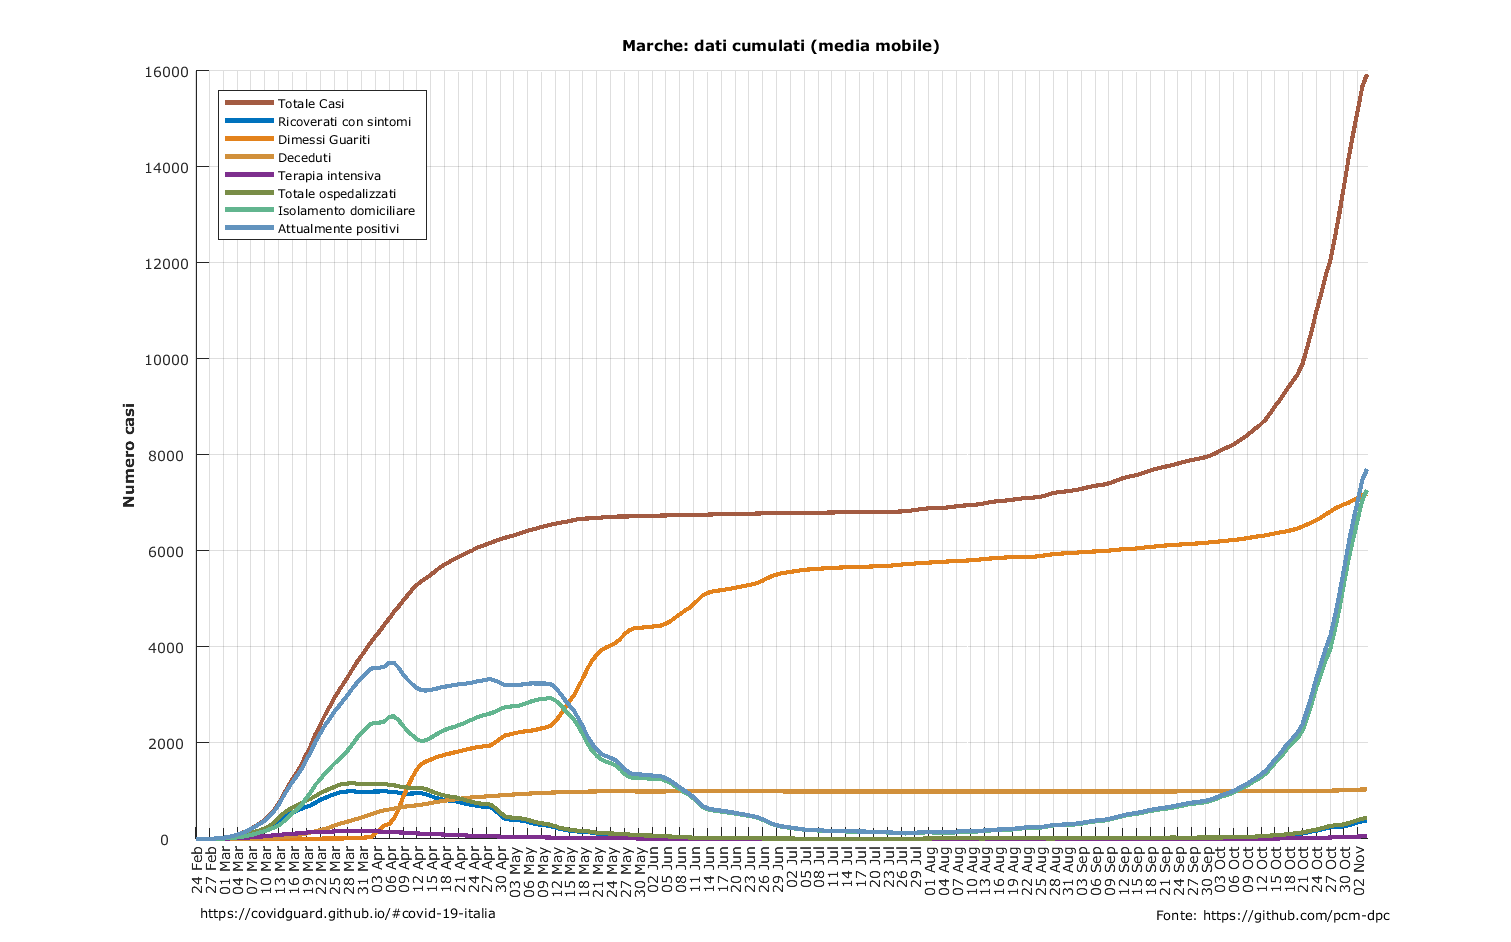 Marche: dati cumulati (media mobile)
Numero casi
16000
14000
12000
10000
8000
6000
4000
2000
0
Totale Casi
Ricoverati con sintomi
Dimessi Guariti
Deceduti
Terapia intensiva
Totale ospedalizzati
Isolamento domiciliare
Attualmente positivi
24 Feb
27 Feb
01 Mar
04 Mar
07 Mar
10 Mar
13 Mar
16 Mar
19 Mar
22 Mar
25 Mar
28 Mar
31 Mar
03 Apr
06 Apr
09 Apr
12 Apr
15 Apr
18 Apr
21 Apr
24 Apr
27 Apr
30 Apr
03 May
06 May
09 May
12 May
15 May
18 May
21 May
24 May
27 May
30 May
02 Jun
05 Jun
08 Jun
11 Jun
14 Jun
17 Jun
20 Jun
23 Jun
26 Jun
29 Jun
02 Jul
05 Jul
08 Jul
11 Jul
14 Jul
17 Jul
20 Jul
23 Jul
26 Jul
29 Jul
01 Aug
04 Aug
07 Aug
10 Aug
13 Aug
16 Aug
19 Aug
22 Aug
25 Aug
28 Aug
31 Aug
03 Sep
06 Sep
09 Sep
12 Sep
15 Sep
18 Sep
21 Sep
24 Sep
27 Sep
30 Sep
03 Oct
06 Oct
09 Oct
12 Oct
15 Oct
18 Oct
21 Oct
24 Oct
27 Oct
30 Oct
02 Nov
https://covidguard.github.io/#covid-19-italia
Fonte: https://github.com/pcm-dpc